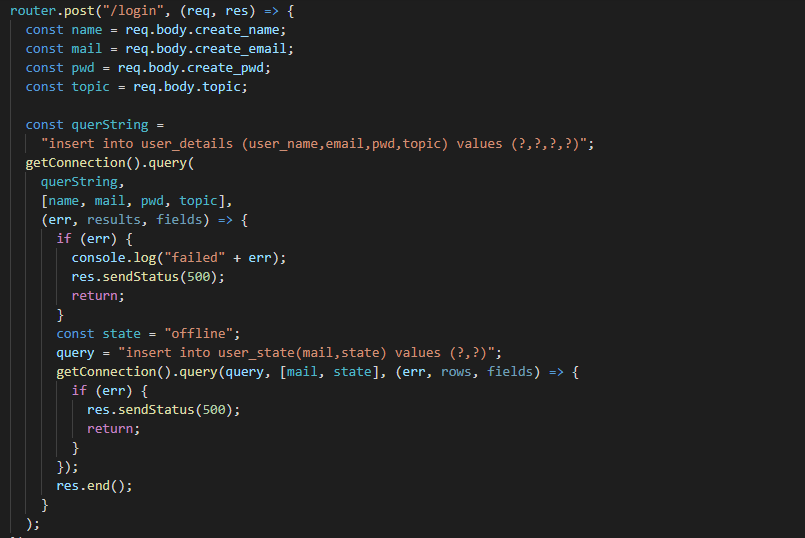 router.post("/login", (req, res) => {
  const name = req.body.create_name;
  const mail = req.body.create_email;
  const pwd = req.body.create_pwd;
  const topic = req.body.topic;

  const querString =
    "insert into user_details (user_name,email,pwd,topic) values (?,?,?,?)";
  getConnection().query(
    querString,
    [name, mail, pwd, topic],
    (err, results, fields) => {
      if (err) {
        console.log("failed" + err);
        res.sendStatus(500);
        return;
      }
      const state = "offline";
      query = "insert into user_state(mail,state) values (?,?)";
      getConnection().query(query, [mail, state], (err, rows, fields) => {
        if (err) {
          res.sendStatus(500);
          return;
        }
      });
      res.end();
    }
  );